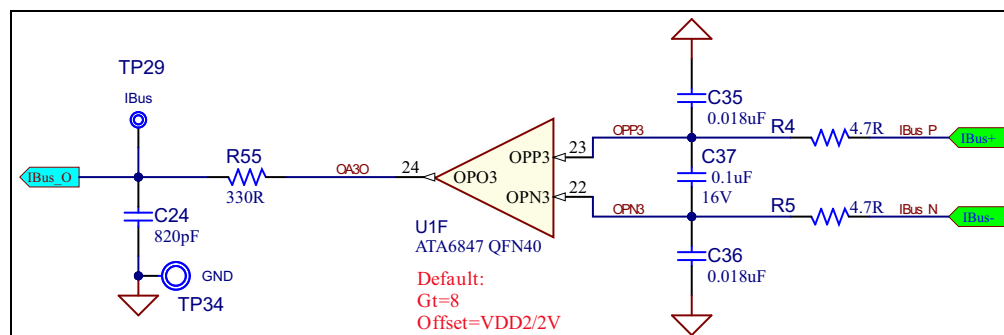 TP29
IBus
IBus_O
R55
330R
OA3O
24
OPO3
C24
820pF
GND
TP34
U1F
ATA6847 QFN40
Default:
Gt=8
Offset=VDD2/2V
OPP3
23
OPN3
22
OPP3
OPN3
C35
0.018uF
C37
0.1uF
16V
C36
0.018uF
R4
4.7R
IBus_P
IBus+
R5
4.7R
IBus_N
IBus-